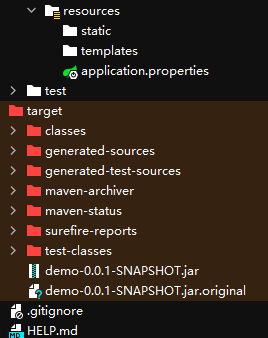 resources
static
templates
application.properties
test
target
classes
generated-sources
generated-test-sources
maven-archiver
maven-status
surefire-reports
test-classes
demo-0.0.1-SNAPSHOT.jar
demo-0.0.1-SNAPSHOT.jar.original
.gitignore
HELP.md